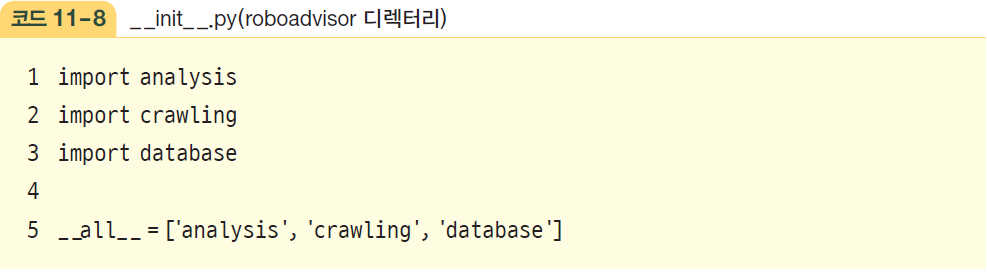 코드 11-8 __init__.py(roboadvisor 디렉터리)
1 import analysis
2 import crawling
3 import database
4
5 __all__ = ['analysis', 'crawling', 'database']